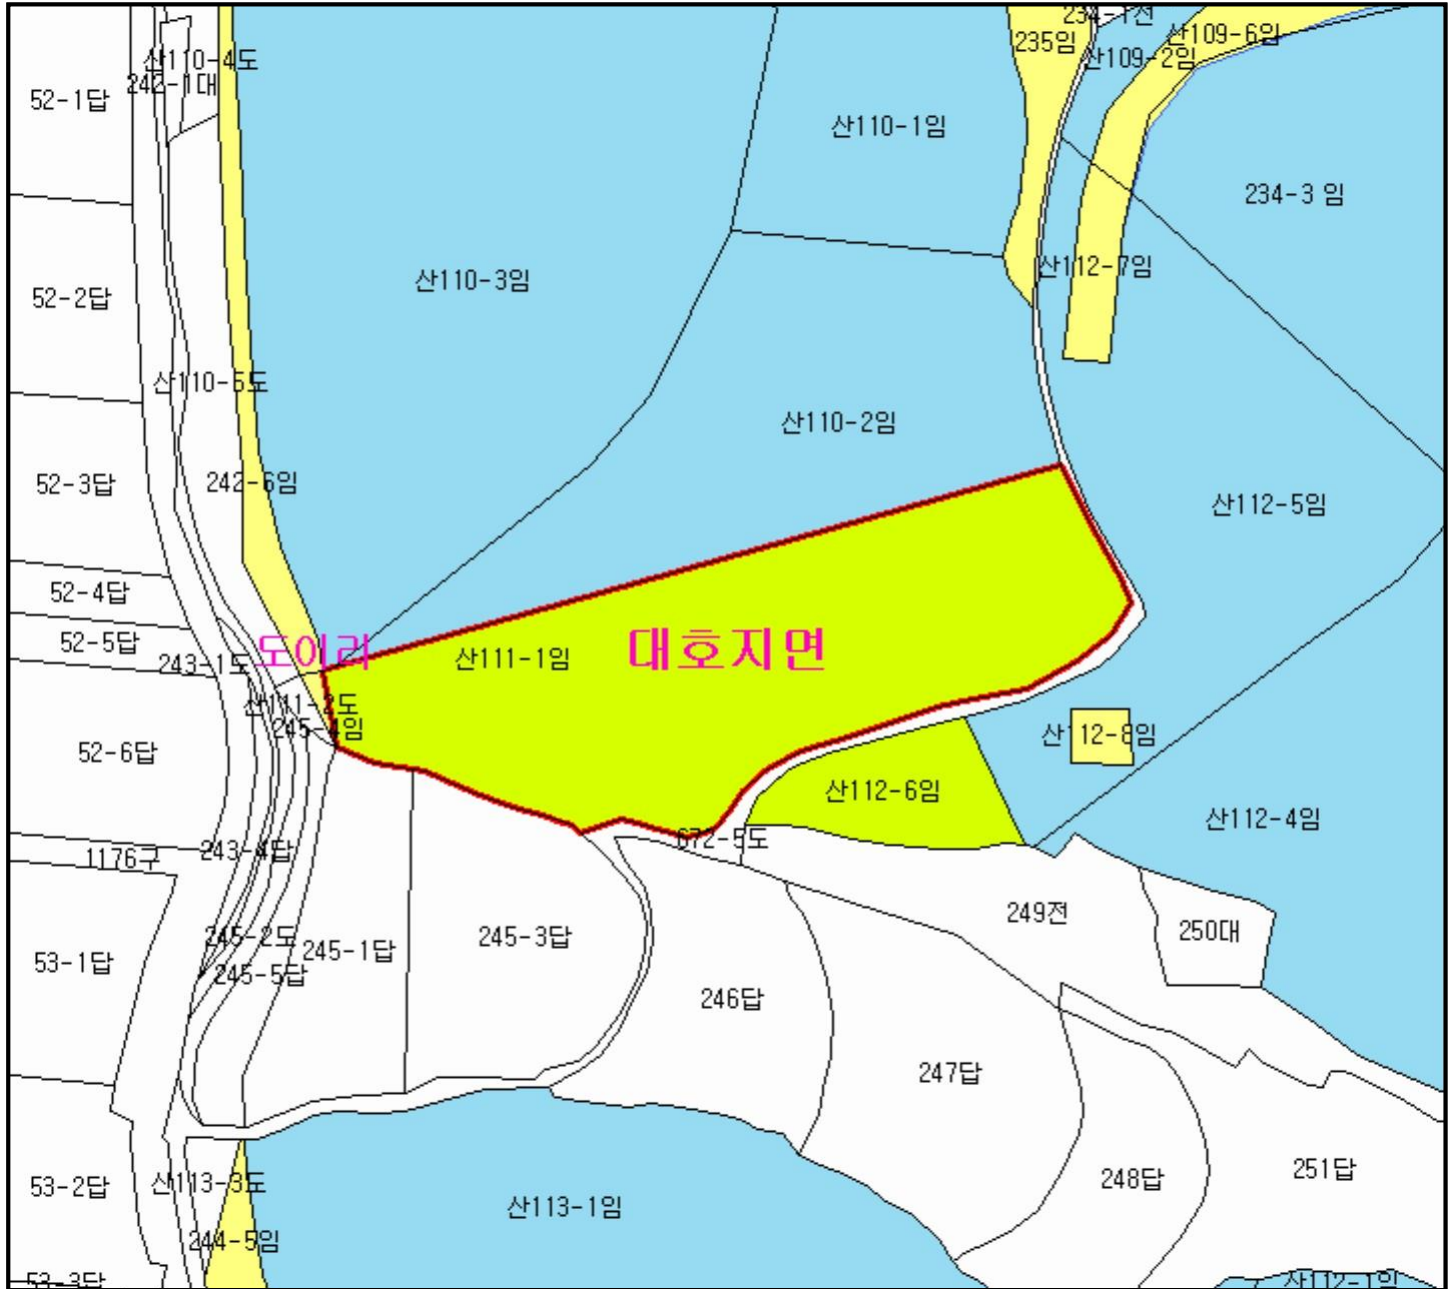 234-1전
235임
산109-6임
산110-4도
산109-2임
242-1대
52-1답
산110-1임
234-3 임
산112-7임
산110-3임
52-2답
산110-5도
산110-2임
242-6임
52-3답
산112-5임
52-4답
52-5답
도이리
대호지면
243-1도
산111-1임
산111-2도
245-4임
산112-8임
52-6답
산112-6임
산112-4임
672-5도
243-4답
1176구
249전
250대
245-2도
245-3답
245-1답
53-1답
245-5답
246답
247답
251답
248답
53-2답
산113-3도
산113-1임
244-5임
53-3답
산112-1임